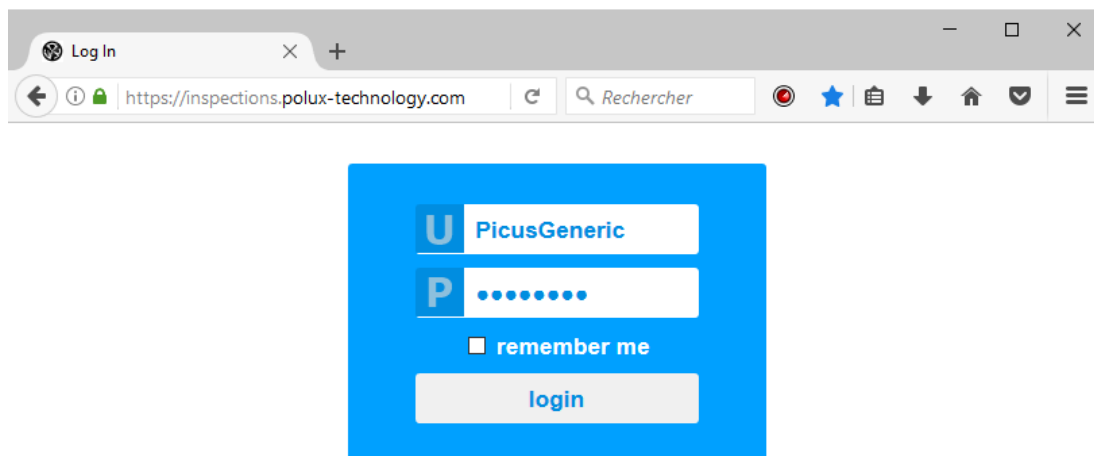 Log In
https://inspections.polux-technology.com
Rechercher
U PicusGeneric
P ••••••••
remember me
login